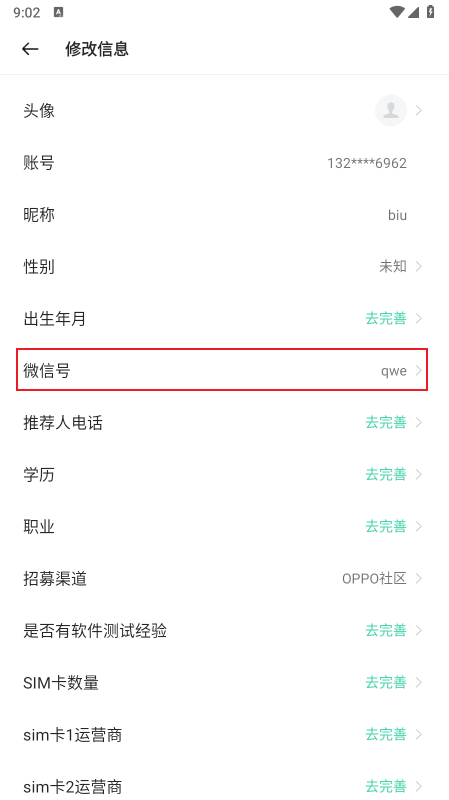 9:02
修改信息
头像
账号 132****6962
昵称 biu
性别 未知
出生年月 去完善
微信号 qwe
推荐人电话 去完善
学历 去完善
职业 去完善
招募渠道 OPPO社区
是否有软件测试经验 去完善
SIM卡数量 去完善
sim卡1运营商 去完善
sim卡2运营商 去完善